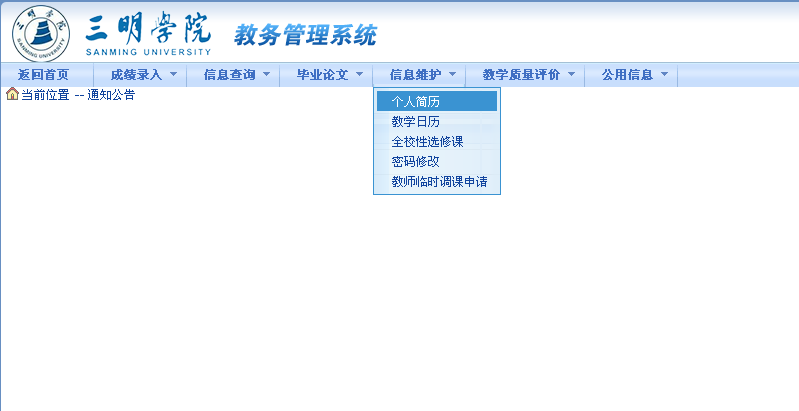 三明学院 教务管理系统
SANMING UNIVERSITY
返回首页 成绩录入 信息查询 毕业论文 信息维护 教学质量评价 公用信息
当前位置 -- 通知公告
个人简历
教学日历
全校性选修课
密码修改
教师临时调课申请